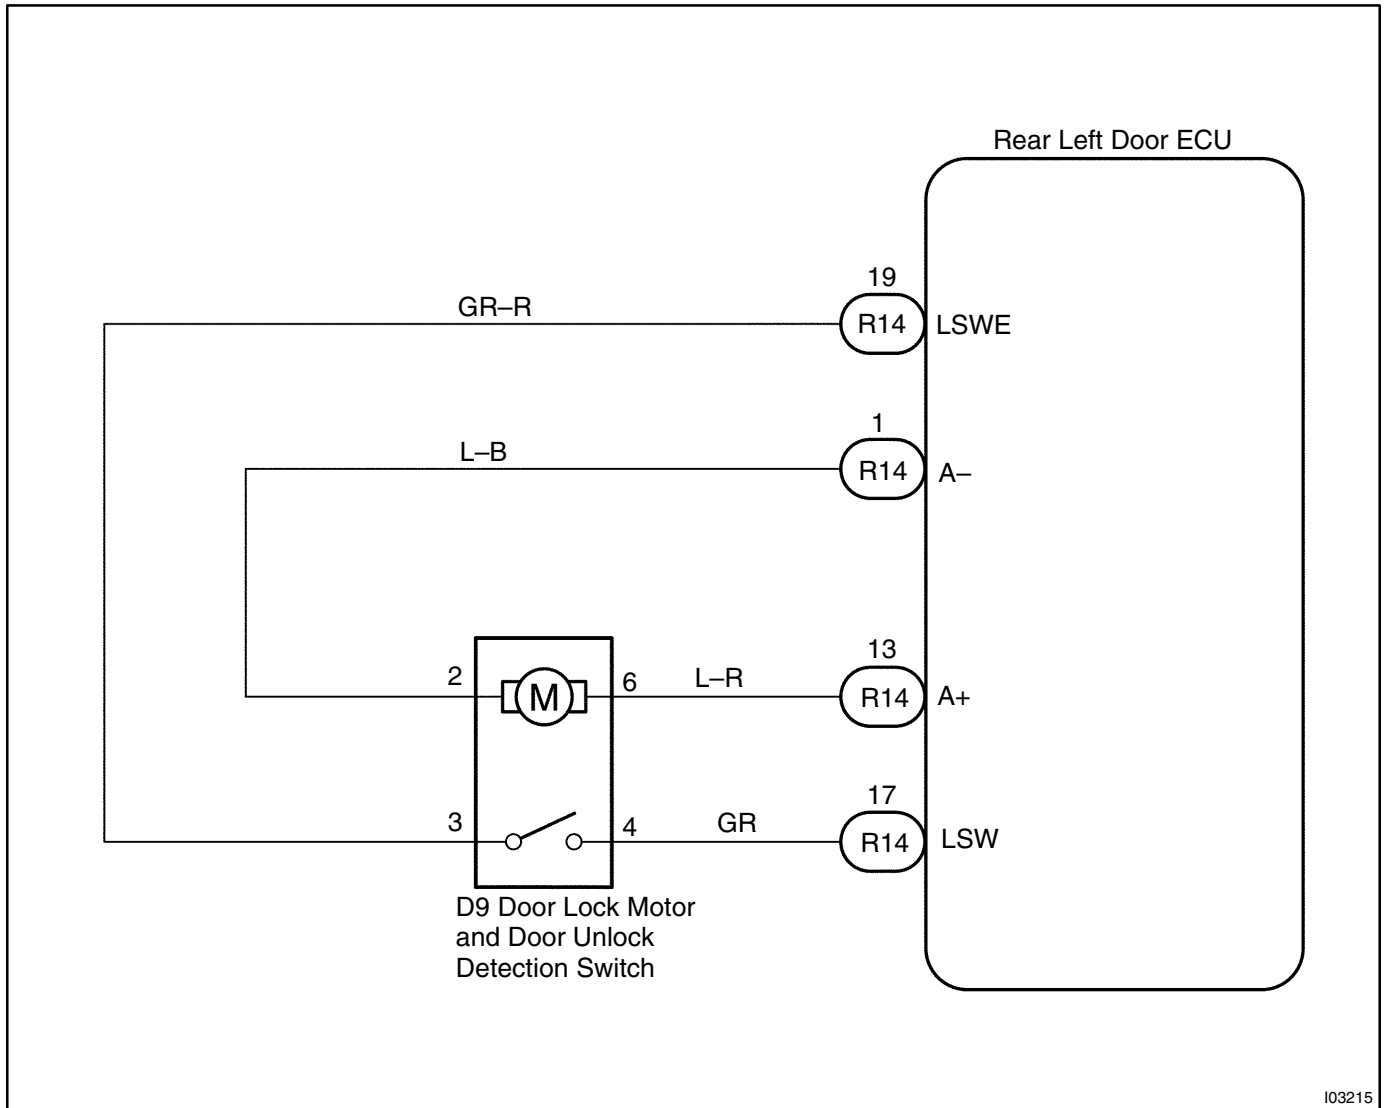 Rear Left Door ECU
19
GR–R
R14
LSWE
1
L–B
R14
A–
13
2
6
L–R
M
R14
A+
17
3
4
GR
R14
LSW
D9 Door Lock Motor
and Door Unlock
Detection Switch
I03215